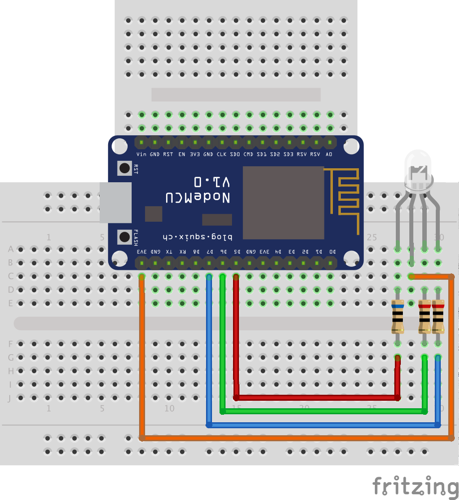 Vin GND RST EN 3V3 GND CLK SD0 CMD SD1 SD2 SD3 RSV RSV A0
RST
NodeMCU
V1.0
FLASH
blog.squix.ch
3V3 GND TX RX D8 D7 D6 D5 GND 3V3 D4 D3 D2 D1 D0
1 30
A A
B B
C C
D D
E E
F F
G G
H H
I I
J J
1 5 10 15 25 30
fritzing